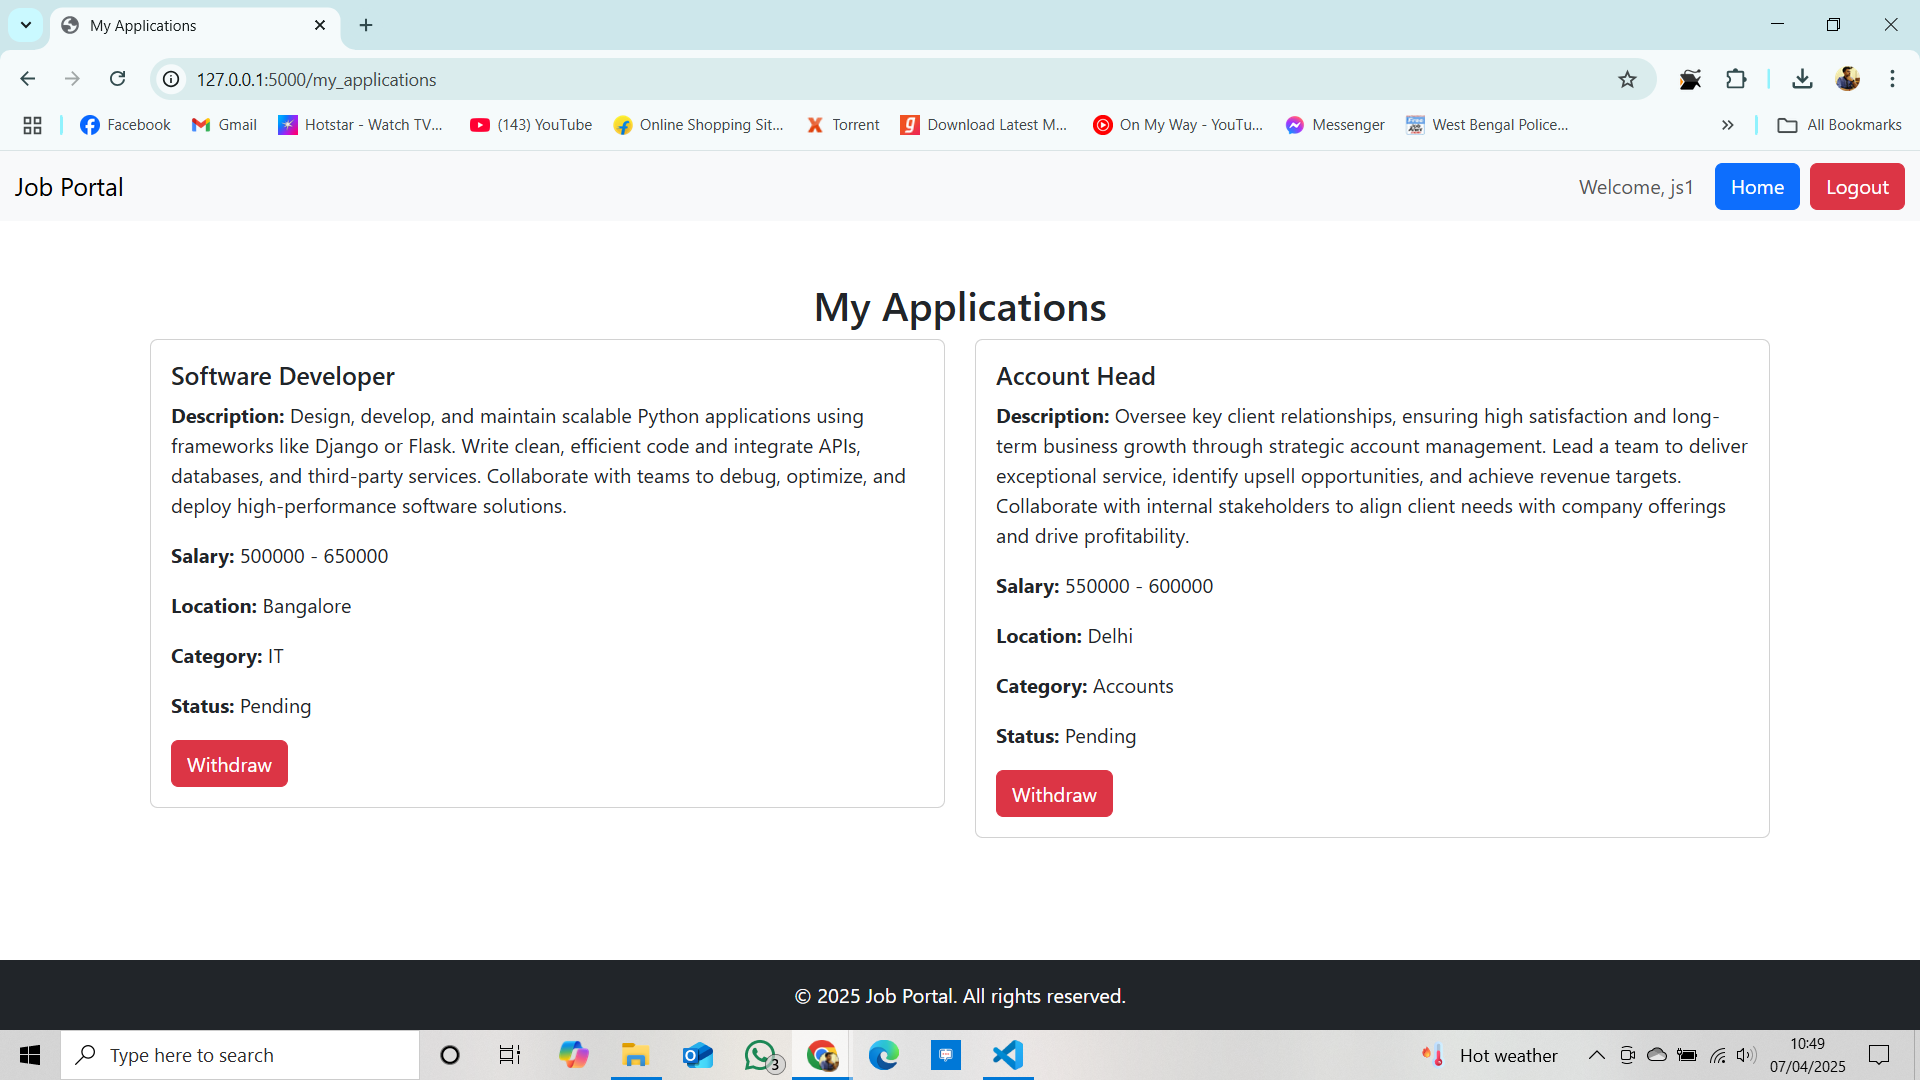 My Applications
127.0.0.1:5000/my_applications
Facebook
Gmail
Hotstar - Watch TV...
(143) YouTube
Online Shopping Sit...
Torrent
Download Latest M...
On My Way - YouTu...
Messenger
West Bengal Police...
All Bookmarks
Job Portal
Welcome, js1
Home
Logout
My Applications
Software Developer
Description: Design, develop, and maintain scalable Python applications using
frameworks like Django or Flask. Write clean, efficient code and integrate APIs,
databases, and third-party services. Collaborate with teams to debug, optimize, and
deploy high-performance software solutions.
Salary: 500000 - 650000
Location: Bangalore
Category: IT
Status: Pending
Withdraw
Account Head
Description: Oversee key client relationships, ensuring high satisfaction and long-
term business growth through strategic account management. Lead a team to deliver
exceptional service, identify upsell opportunities, and achieve revenue targets.
Collaborate with internal stakeholders to align client needs with company offerings
and drive profitability.
Salary: 550000 - 600000
Location: Delhi
Category: Accounts
Status: Pending
Withdraw
© 2025 Job Portal. All rights reserved.
Type here to search
3
Hot weather
10:49
07/04/2025